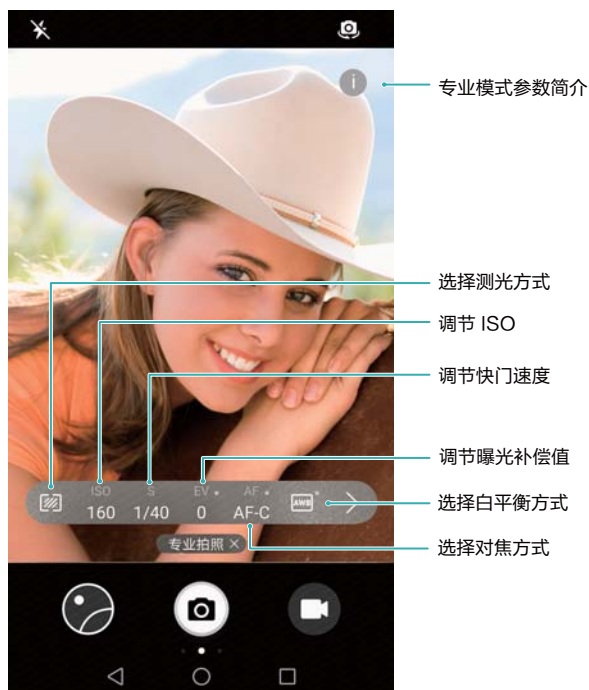 i
专业模式参数简介
选择测光方式
调节 ISO
调节快门速度
调节曝光补偿值
ISO S EV AF
160 1/40 0 AF-C AWB
选择白平衡方式
专业拍照 ×
选择对焦方式